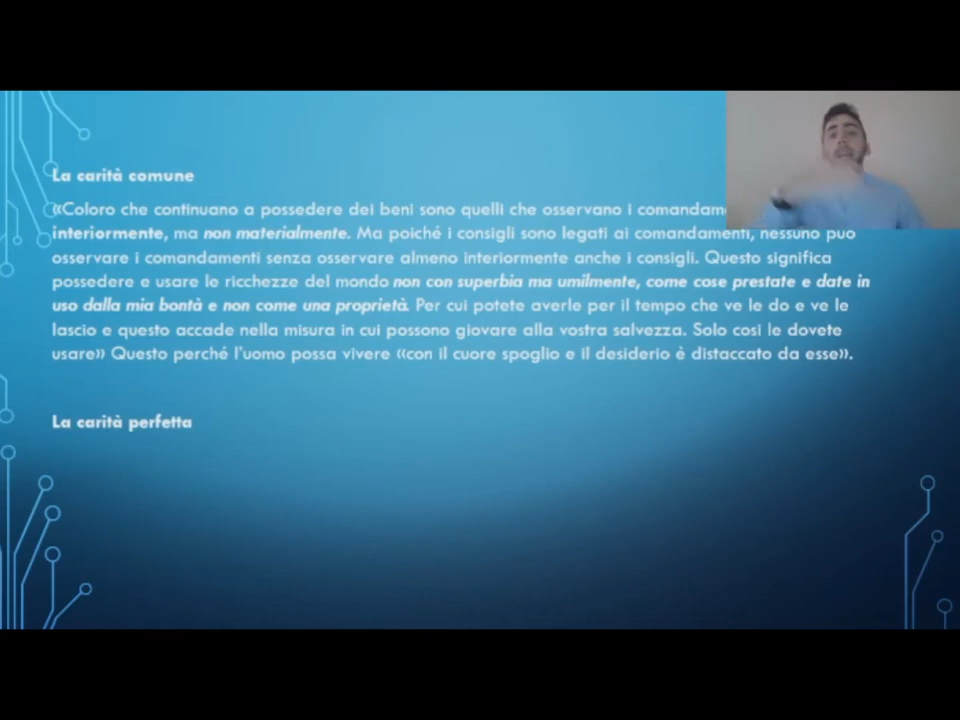 La carità comune
«Coloro che continuano a possedere dei beni sono quelli che osservano i
interiormente, ma non materialmente. Ma poiché i consigli sono legati ai comandamenti, nessuno può
osservare i comandamenti senza osservare almeno interiormente anche i consigli. Questo significa
possedere e usare le ricchezze del mondo non con superbia ma umilmente, come cose prestate e date in
uso dalla mia bontà e non come una proprietà. Per cui potete averle per il tempo che ve le do e ve le
lascio e questo accade nella misura in cui possono giovare alla vostra salvezza. Solo così le dovete
usare» Questo perché l'uomo possa vivere «con il cuore spoglio e il desiderio è distaccato da esse».
La carità perfetta